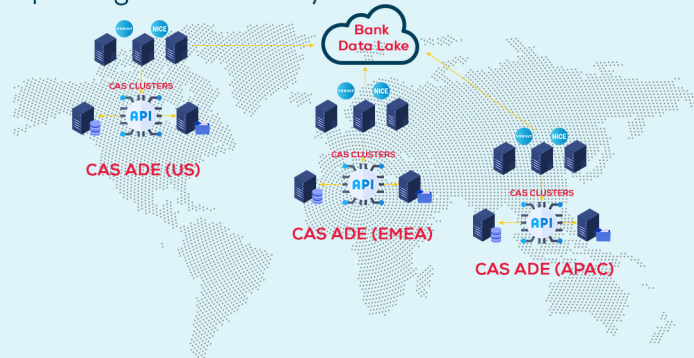 Bank
Data Lake
VERINT
NICE
CAS CLUSTERS
API
CAS ADE (US)
VERINT
NICE
CAS CLUSTERS
API
CAS ADE (EMEA)
VERINT
NICE
CAS CLUSTERS
API
CAS ADE (APAC)